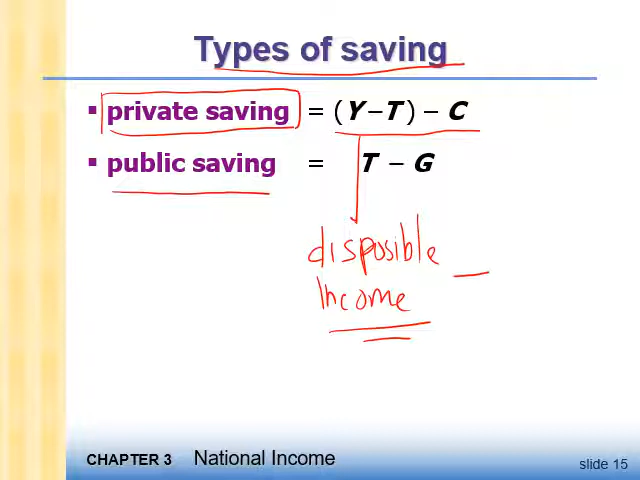 Types of saving
▪ private saving = (Y – T) – C
▪ public saving = T – G
disposible
Income
CHAPTER 3 National Income
slide 15